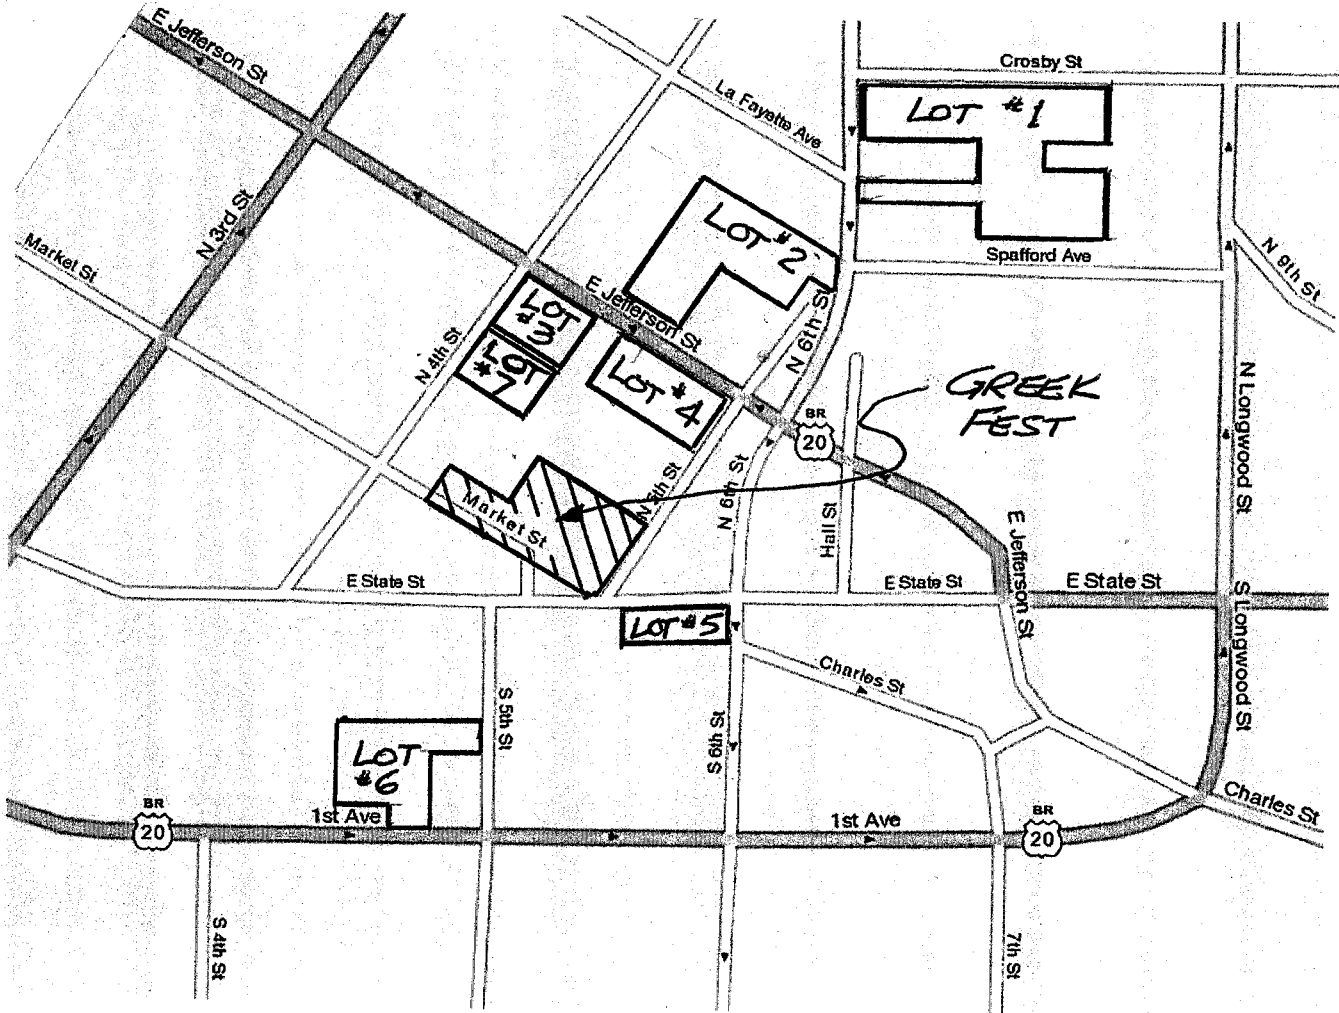 E Jefferson St
Crosby St
La Fayette Ave
LOT #1
N 3rd St
Market St
LOT #2
Spafford Ave
N 9th St
E Jefferson St
LOT
#3
N 4th St
LOT
#7
LOT #4
N 6th St
GREEK
FEST
BR
20
N Longwood St
Market St
N 5th St
N 6th St
Hall St
E Jefferson St
E State St
E State St
E State St
LOT #5
S Longwood St
Charles St
S 5th St
S 6th St
LOT
#6
BR
20
1st Ave
1st Ave
BR
20
Charles St
S 4th St
7th St